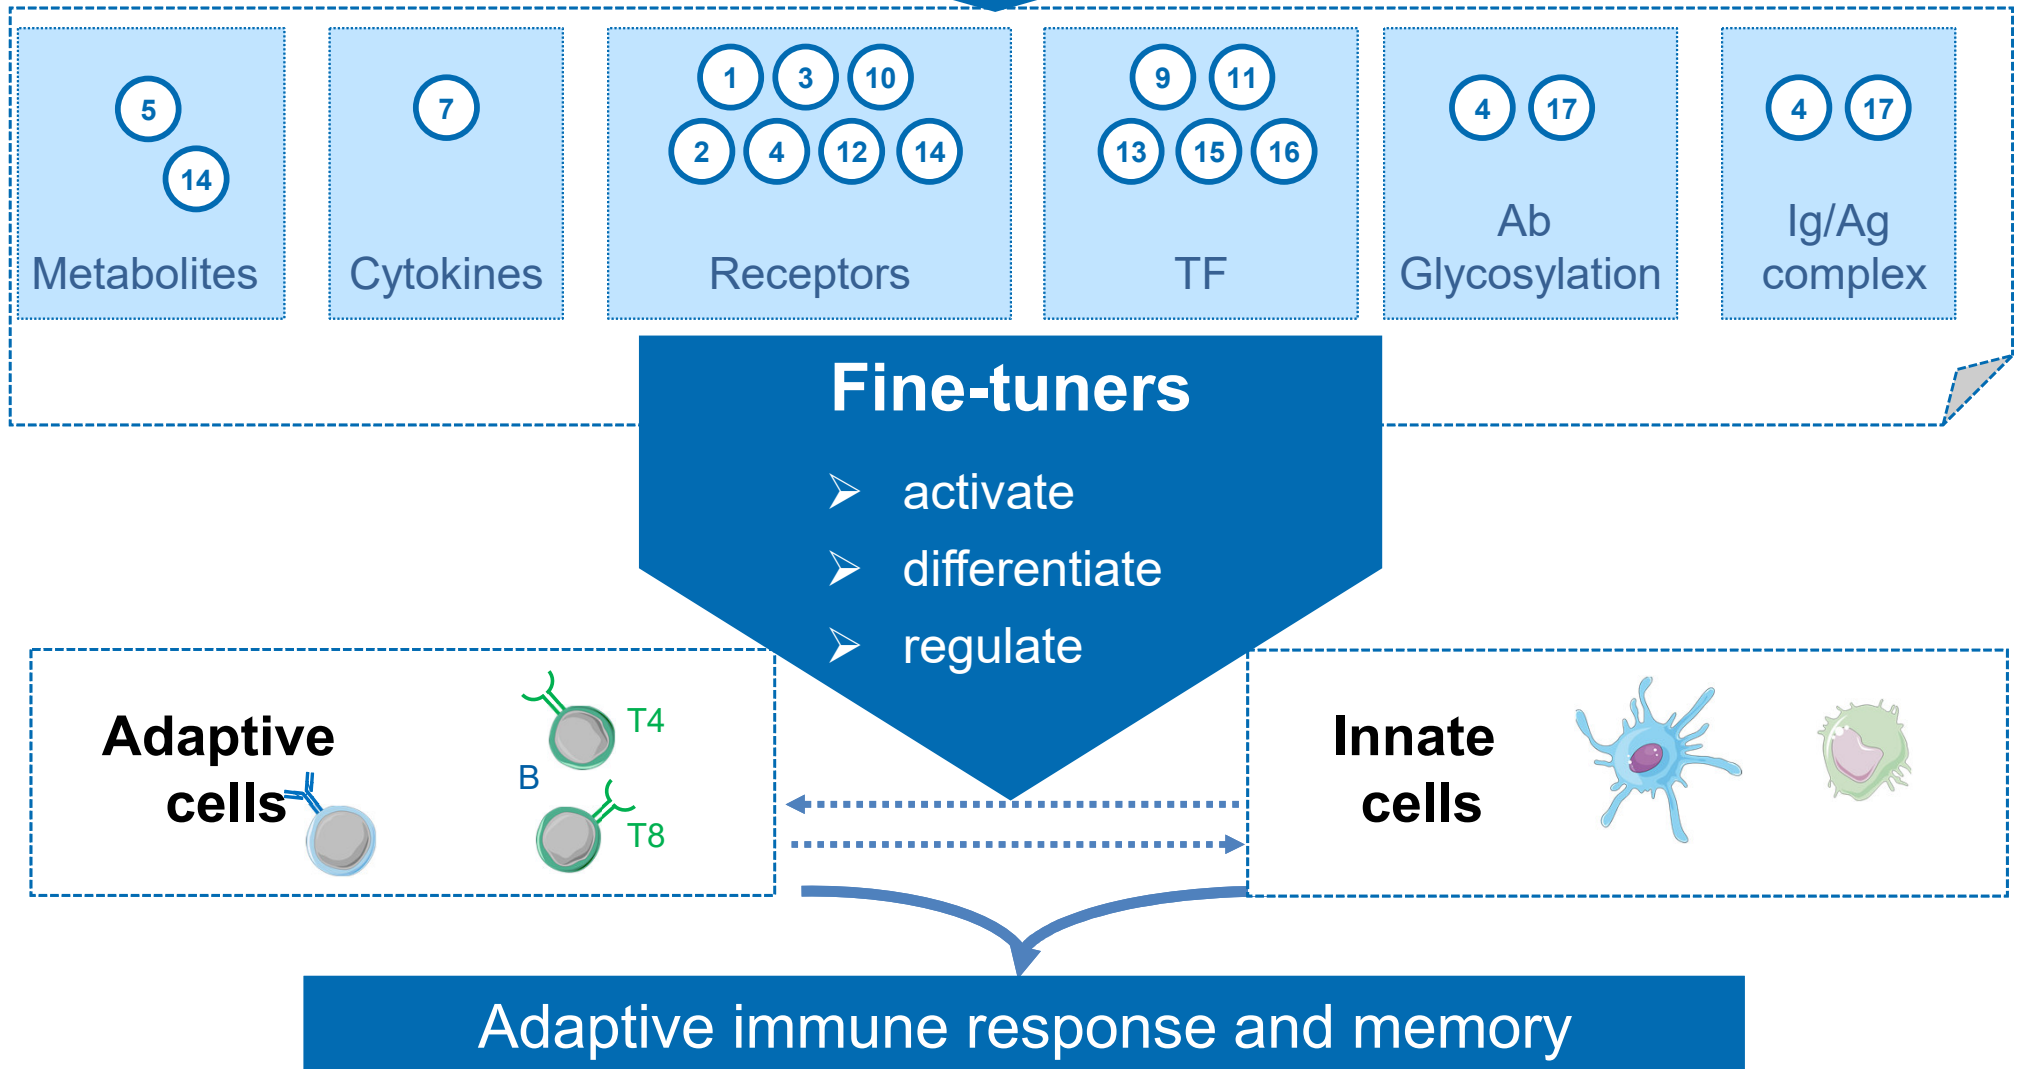 5
14
Metabolites
7
Cytokines
1 3 10
2 4 12 14
Receptors
9 11
13 15 16
TF
4 17
Ab
Glycosylation
4 17
Ig/Ag
complex
Fine-tuners
➢ activate
➢ differentiate
➢ regulate
Adaptive
cells
T4
B
T8
Innate
cells
Adaptive immune response and memory